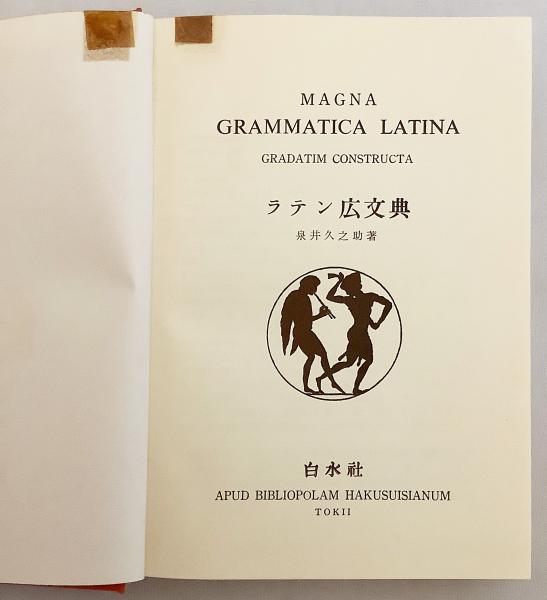 MAGNA
GRAMMATICA LATINA
GRADATIM CONSTRUCTA
ラテン広文典
泉井久之助著
白水社
APUD BIBLIOPOLAM HAKUSUISIANUM
TOKII